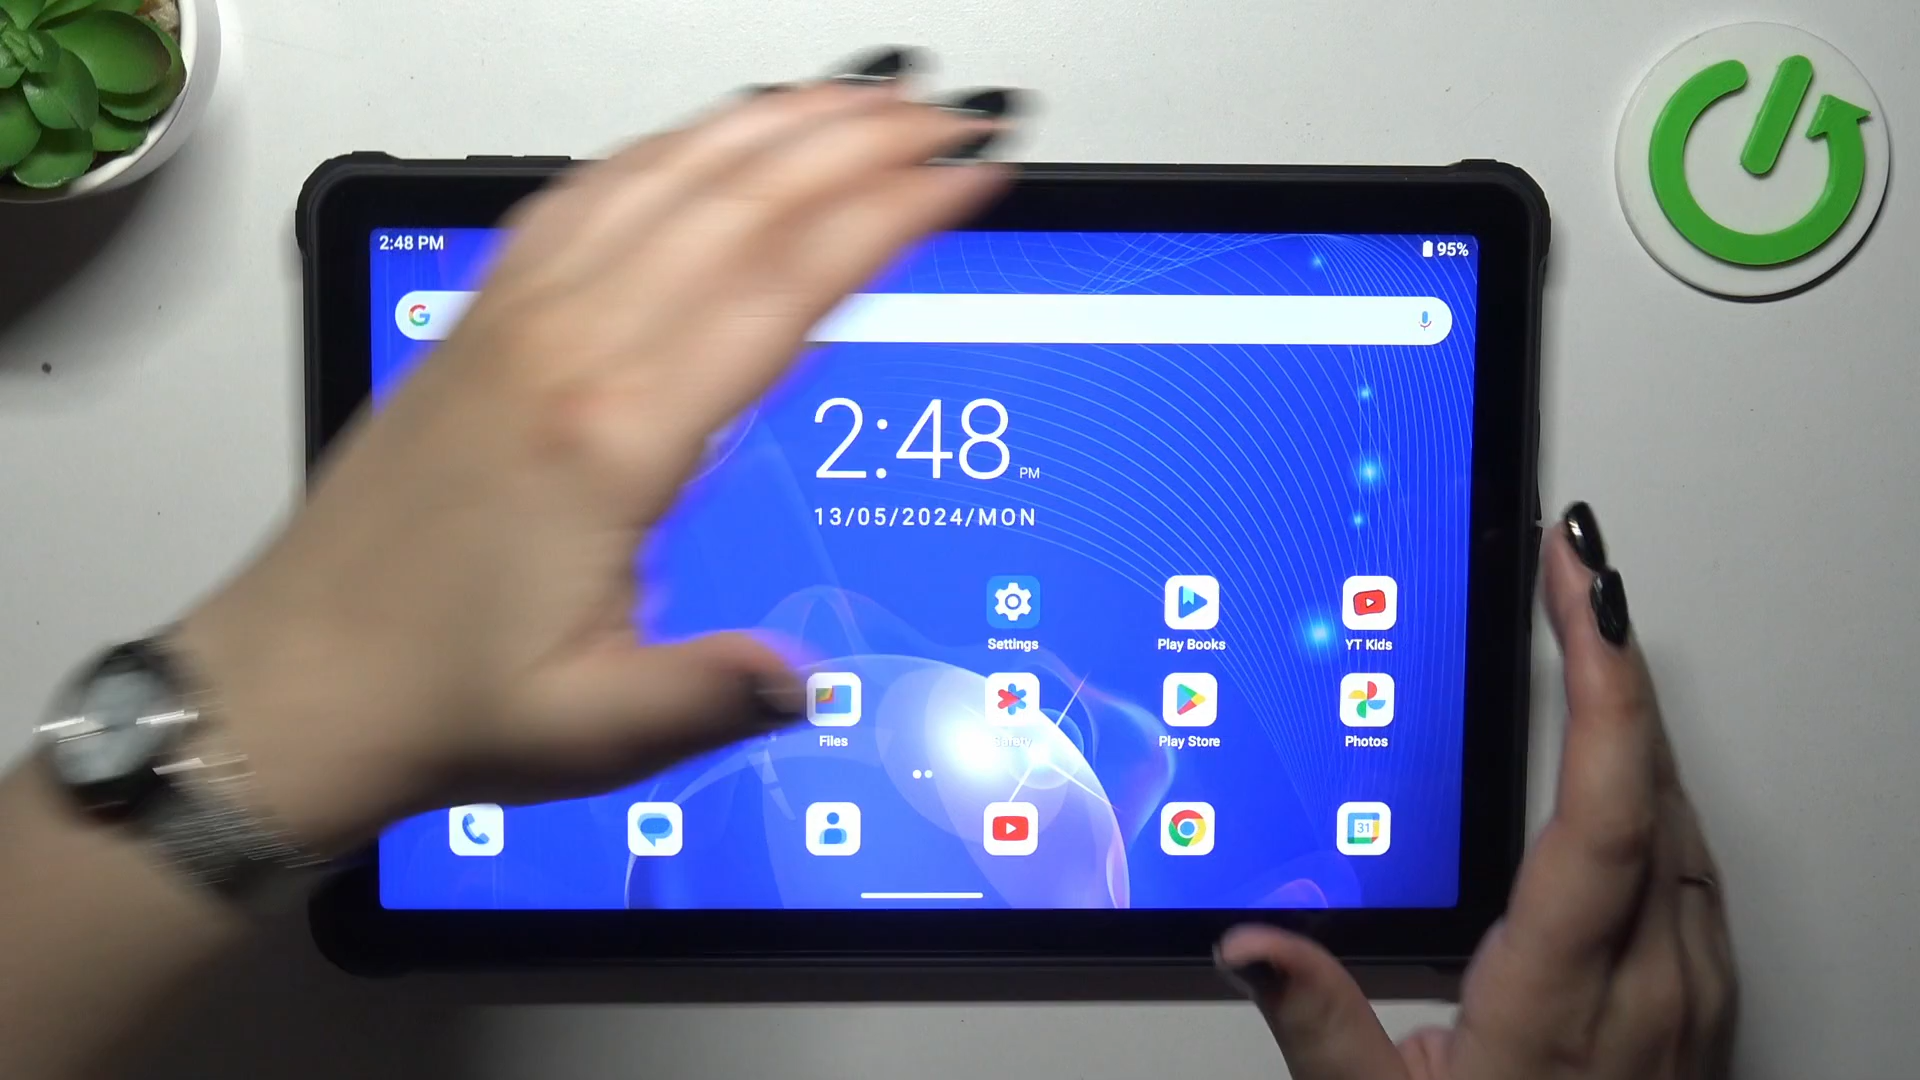 2:48 PM
95%
G
2:48 PM
13/05/2024/MON
Settings
Play Books
YT Kids
Files
Safety
Play Store
Photos
31